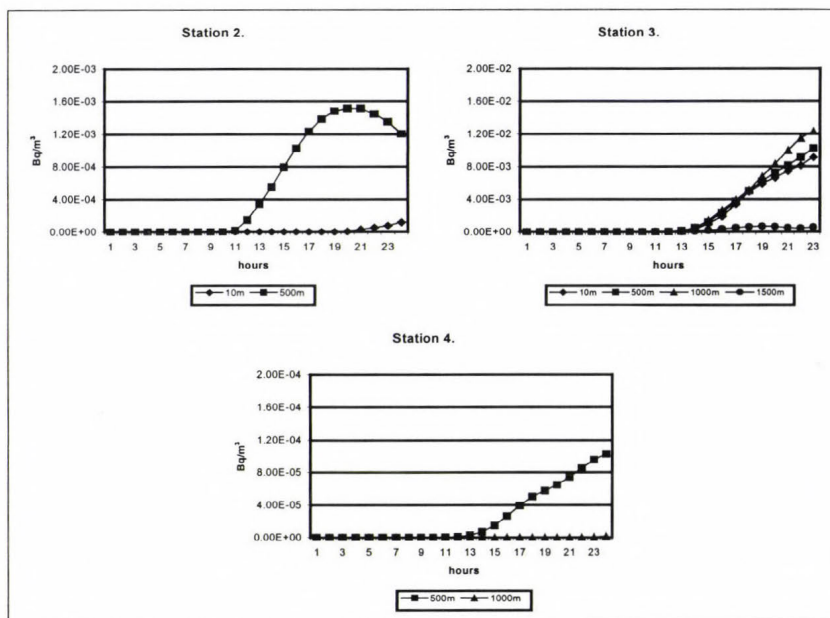 Station 2.
2.00E-03
1.60E-03
1.20E-03
8.00E-04
4.00E-04
0.00E+00
Bq/m³
1 3 5 7 9 11 13 15 17 19 21 23
hours
10m 500m
Station 3.
2.00E-02
1.60E-02
1.20E-02
8.00E-03
4.00E-03
0.00E+00
Bq/m³
1 3 5 7 9 11 13 15 17 19 21 23
hours
10m 500m 1000m 1500m
Station 4.
2.00E-04
1.60E-04
1.20E-04
8.00E-05
4.00E-05
0.00E+00
Bq/m³
1 3 5 7 9 11 13 15 17 19 21 23
hours
500m 1000m